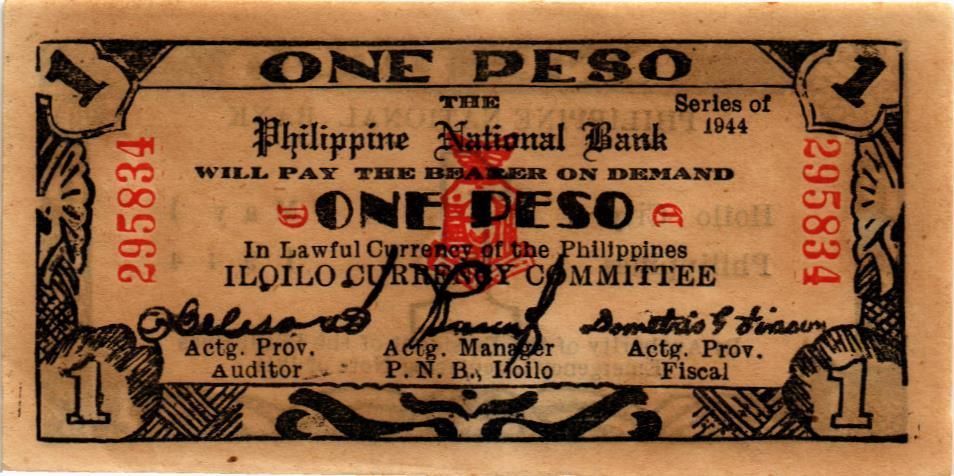 1 ONE PESO 1
THE
Series of
1944
Philippine National Bank
WILL PAY THE BEARER ON DEMAND
C ONE PESO C
In Lawful Currency of the Philippines
ILOILO CURRENCY COMMITTEE
295834
295834
Actg. Prov.
Auditor
Actg. Manager
P. N. B., Iloilo
Actg. Prov.
Fiscal
1
1